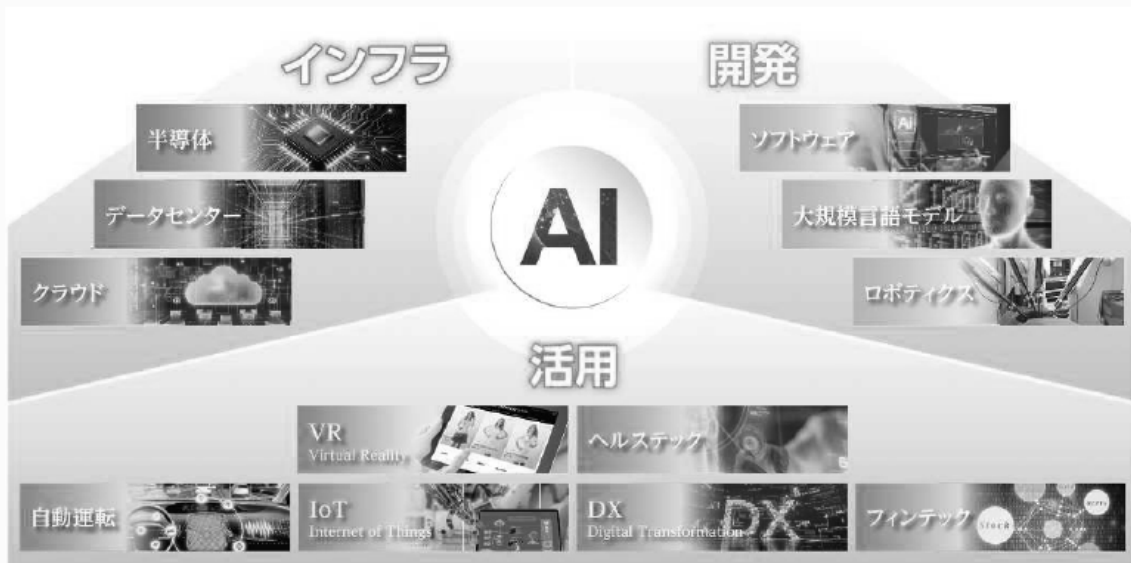 インフラ
開発
半導体
データセンター
クラウド
AI
Ai
ソフトウェア
大規模言語モデル
ロボティクス
活用
VR
Virtual Reality
ヘルステック
自動運転
IoT
Internet of Things
DX
Digital Transformation
DX
フィンテック
Stock